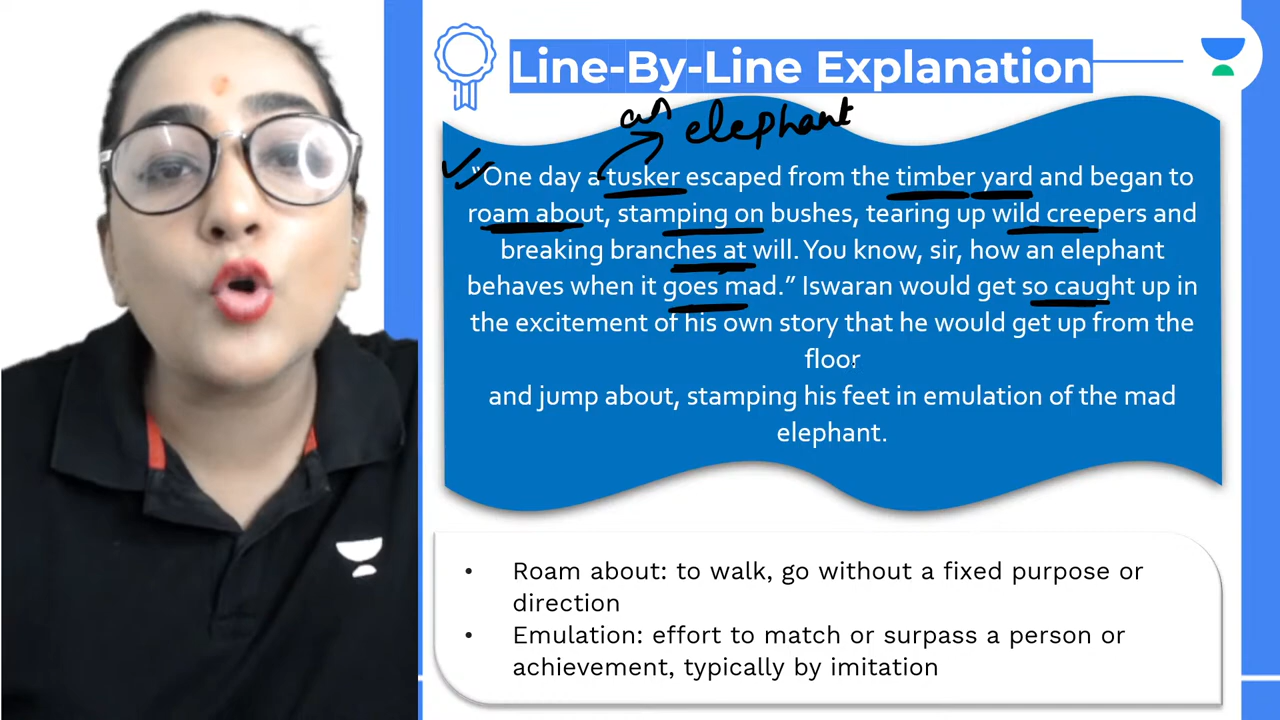 Line-By-Line Explanation
an elephant
"One day a tusker escaped from the timber yard and began to
roam about, stamping on bushes, tearing up wild creepers and
breaking branches at will. You know, sir, how an elephant
behaves when it goes mad.” Iswaran would get so caught up in
the excitement of his own story that he would get up from the
floor
and jump about, stamping his feet in emulation of the mad
elephant.
• Roam about: to walk, go without a fixed purpose or
direction
• Emulation: effort to match or surpass a person or
achievement, typically by imitation